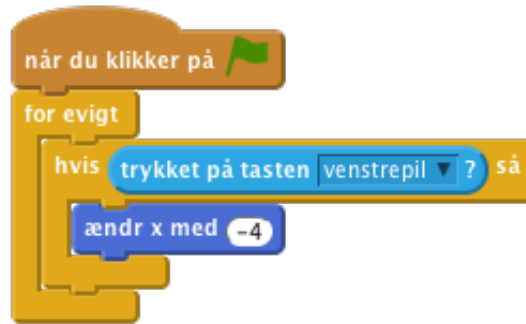 når du klikker på
for evigt
hvis trykket på tasten venstrepil ? så
ændr x med -4